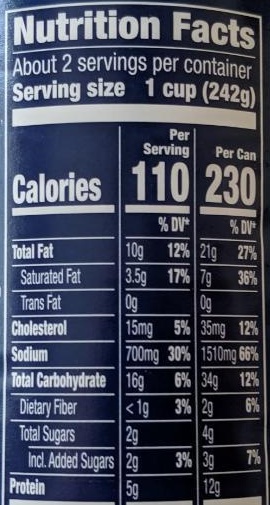 Nutrition Facts
About 2 servings per container
Serving size 1 cup (242g)
Per Serving Per Can
Calories 110 230
% DV* % DV*
Total Fat 10g 12% 21g 27%
Saturated Fat 3.5g 17% 7g 36%
Trans Fat 0g 0g
Cholesterol 15mg 5% 35mg 12%
Sodium 700mg 30% 1510mg 66%
Total Carbohydrate 16g 6% 34g 12%
Dietary Fiber <1g 3% 2g 6%
Total Sugars 2g 4g
Incl. Added Sugars 2g 3% 3g 7%
Protein 5g 12g